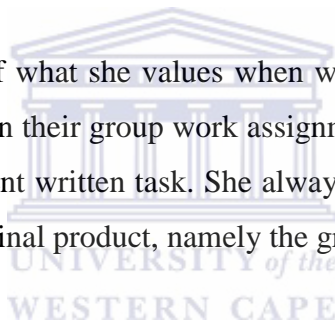 f what she values when w
n their group work assignm
nt written task. She alway
inal product, namely the gr
UNIVERSITY of the
WESTERN CAPE